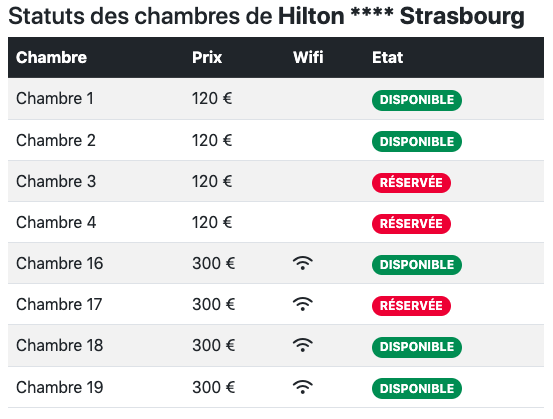 Statuts des chambres de Hilton **** Strasbourg
Chambre Prix Wifi Etat
Chambre 1 120 € DISPONIBLE
Chambre 2 120 € DISPONIBLE
Chambre 3 120 € RÉSERVÉE
Chambre 4 120 € RÉSERVÉE
Chambre 16 300 € DISPONIBLE
Chambre 17 300 € RÉSERVÉE
Chambre 18 300 € DISPONIBLE
Chambre 19 300 € DISPONIBLE